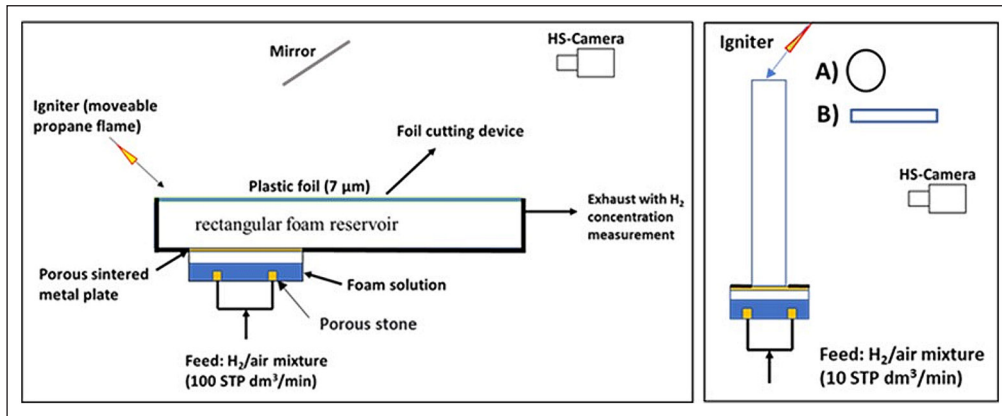 Mirror
HS-Camera
Igniter (moveable
propane flame)
Foil cutting device
Plastic foil (7 µm)
rectangular foam reservoir
Exhaust with H₂
concentration
measurement
Porous sintered
metal plate
Foam solution
Porous stone
Feed: H₂/air mixture
(100 STP dm³/min)
Igniter
A)
B)
HS-Camera
Feed: H₂/air mixture
(10 STP dm³/min)